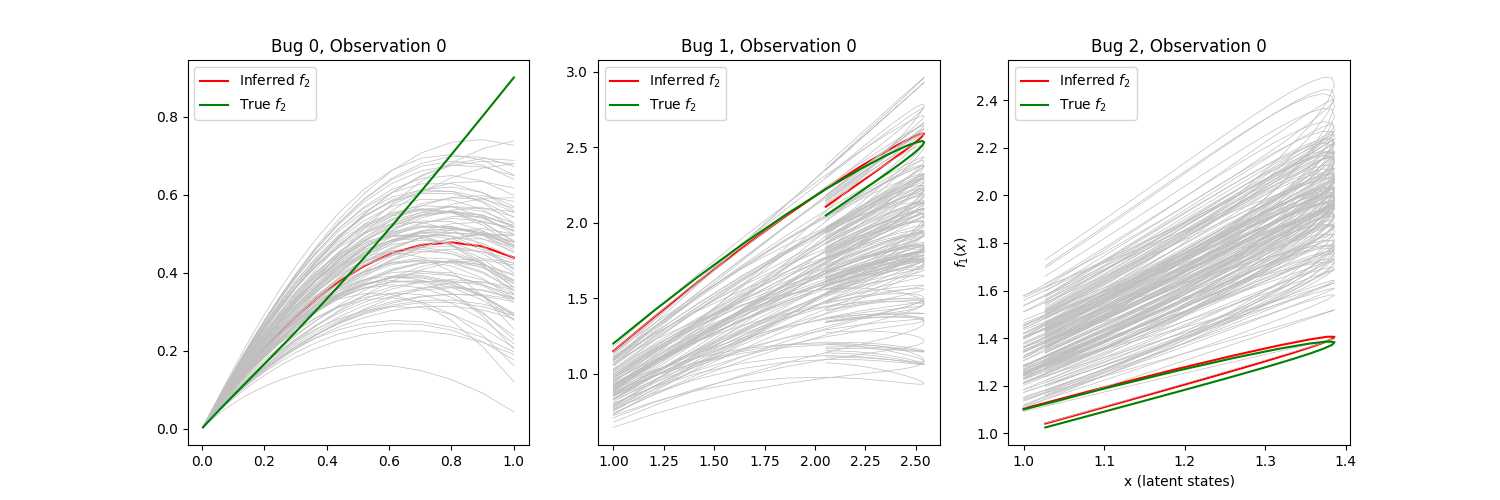 Bug 0, Observation 0
Inferred f₂
True f₂
0.8
0.6
0.4
0.2
0.0
0.0 0.2 0.4 0.6 0.8 1.0
Bug 1, Observation 0
Inferred f₂
True f₂
3.0
2.5
2.0
1.5
1.0
1.00 1.25 1.50 1.75 2.00 2.25 2.50
Bug 2, Observation 0
Inferred f₂
True f₂
f₁(x)
2.4
2.2
2.0
1.8
1.6
1.4
1.2
1.0
1.0 1.1 1.2 1.3 1.4
x (latent states)